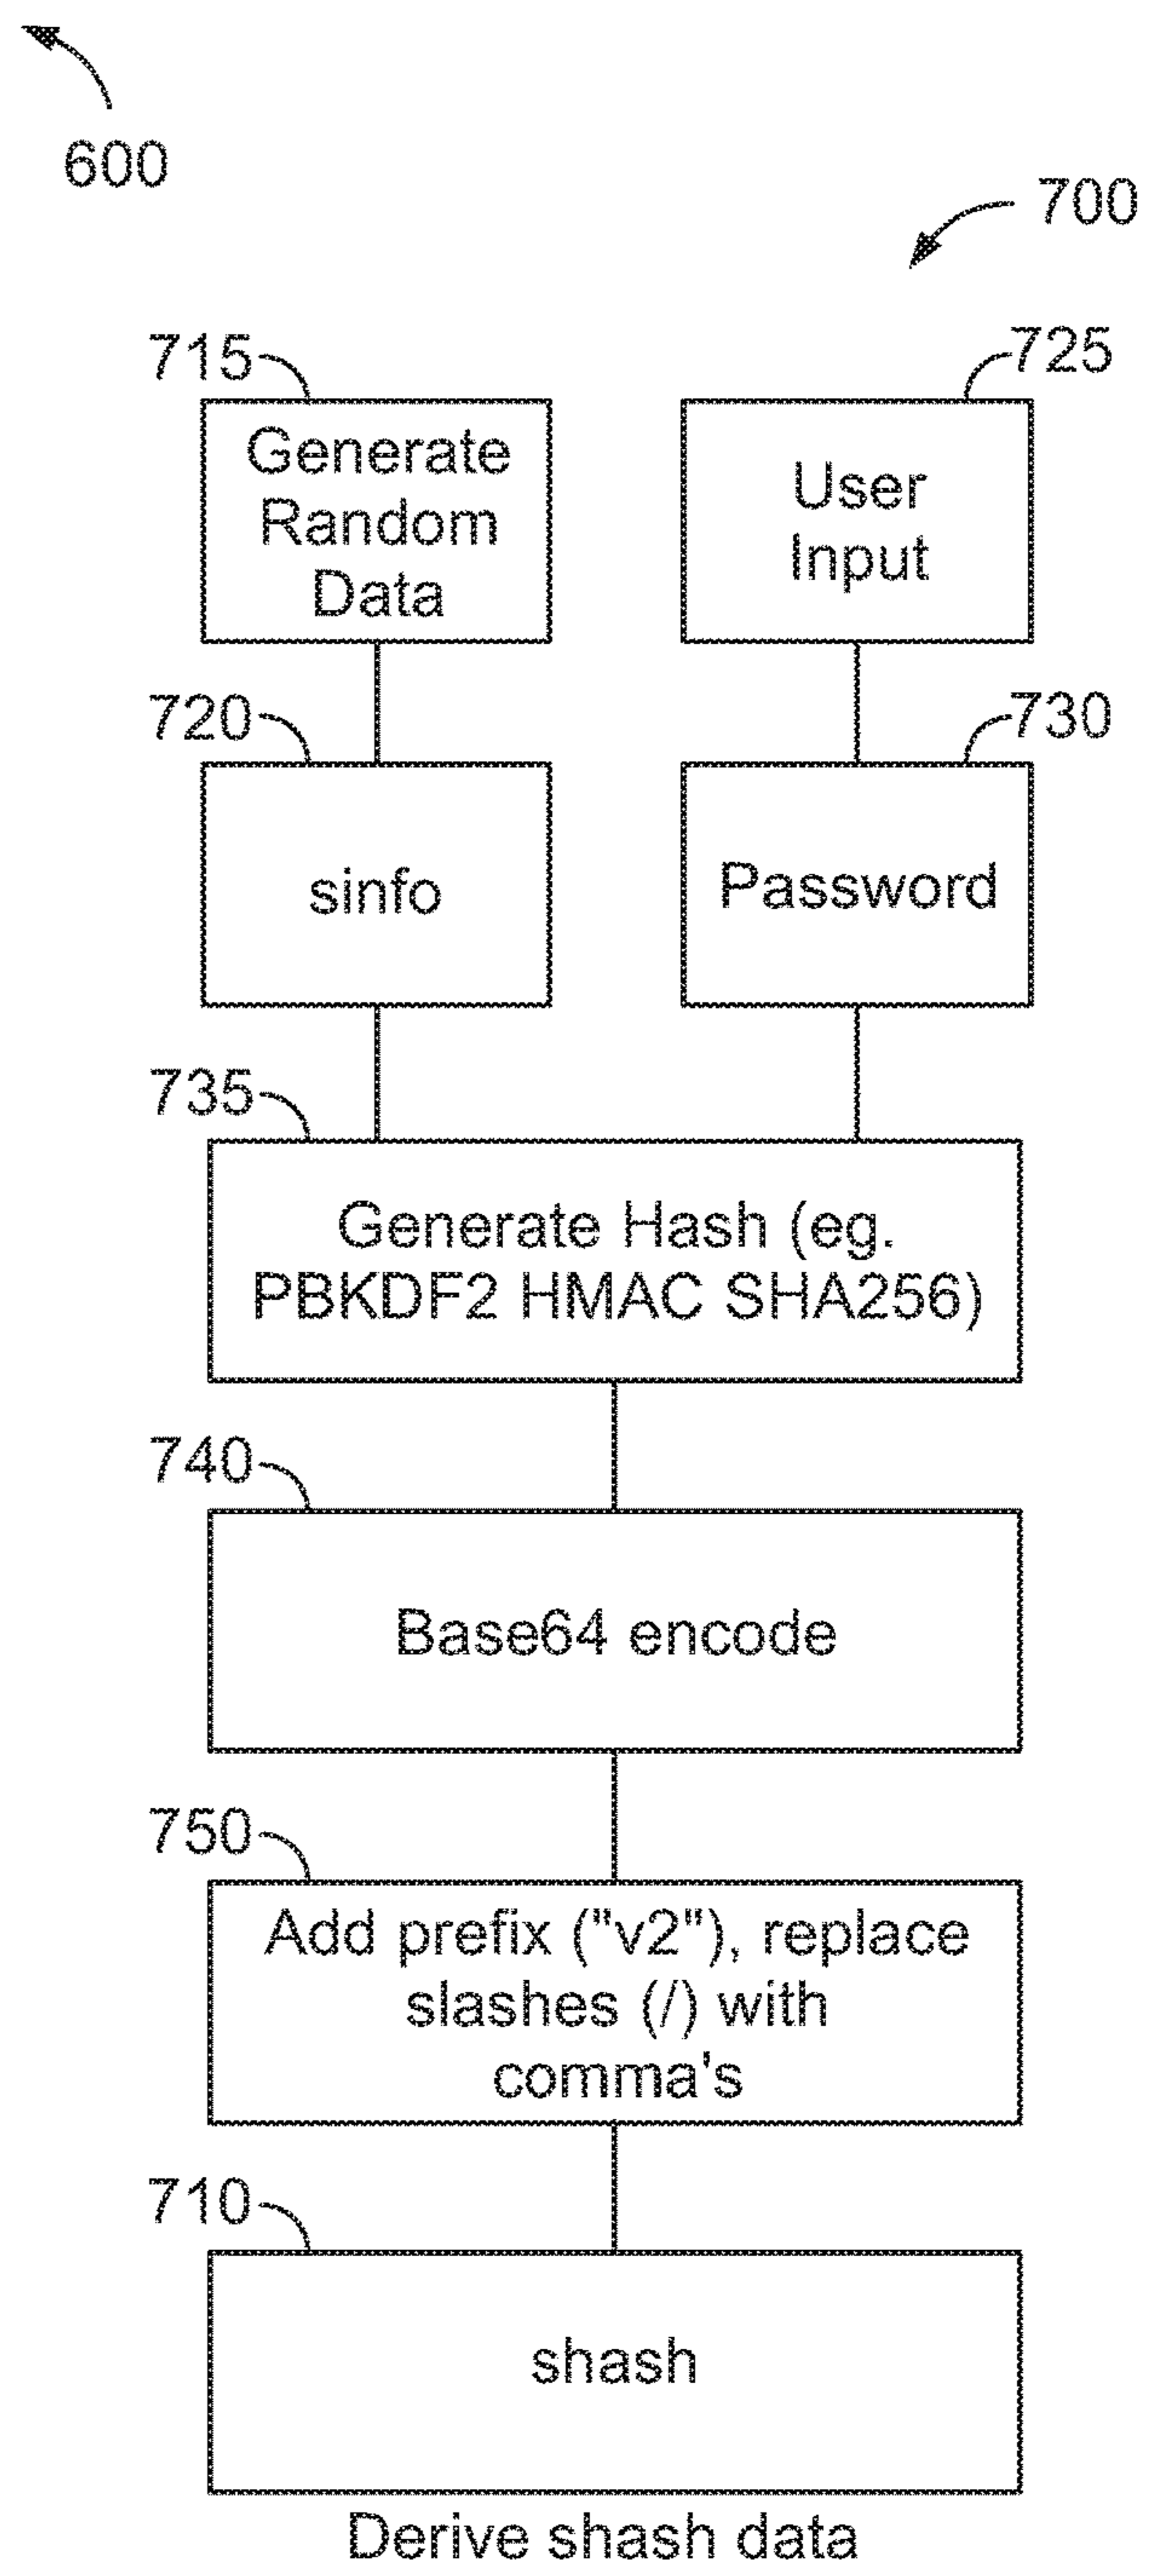 600
700
715
725
Generate
Random
Data
User
Input
720
730
sinfo
Password
735
Generate Hash (eg.
PBKDF2 HMAC SHA256)
740
Base64 encode
750
Add prefix ("v2"), replace
slashes (/) with
comma's
710
shash
Derive shash data